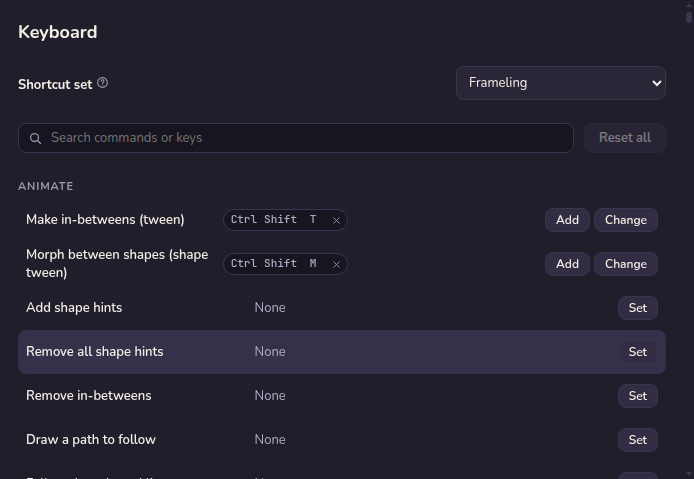 Keyboard
Shortcut set
Frameling
Search commands or keys
Reset all
ANIMATE
Make in-betweens (tween) Ctrl Shift T × Add Change
Morph between shapes (shape tween) Ctrl Shift M × Add Change
Add shape hints None Set
Remove all shape hints None Set
Remove in-betweens None Set
Draw a path to follow None Set